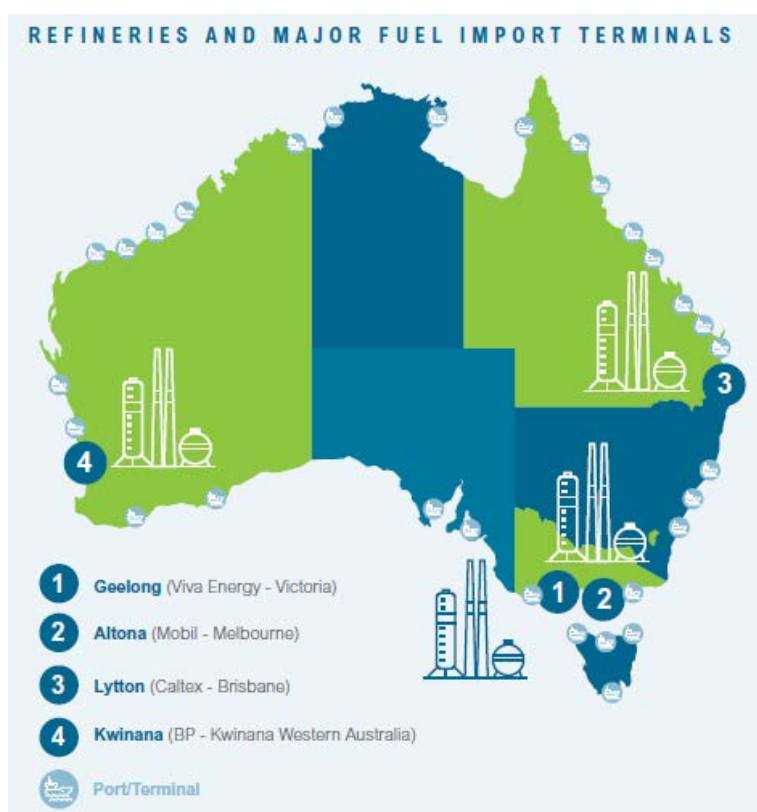 REFINERIES AND MAJOR FUEL IMPORT TERMINALS
3
4
1
2
1 Geelong (Viva Energy - Victoria)
2 Altona (Mobil - Melbourne)
3 Lytton (Caltex - Brisbane)
4 Kwinana (BP - Kwinana Western Australia)
Port/Terminal